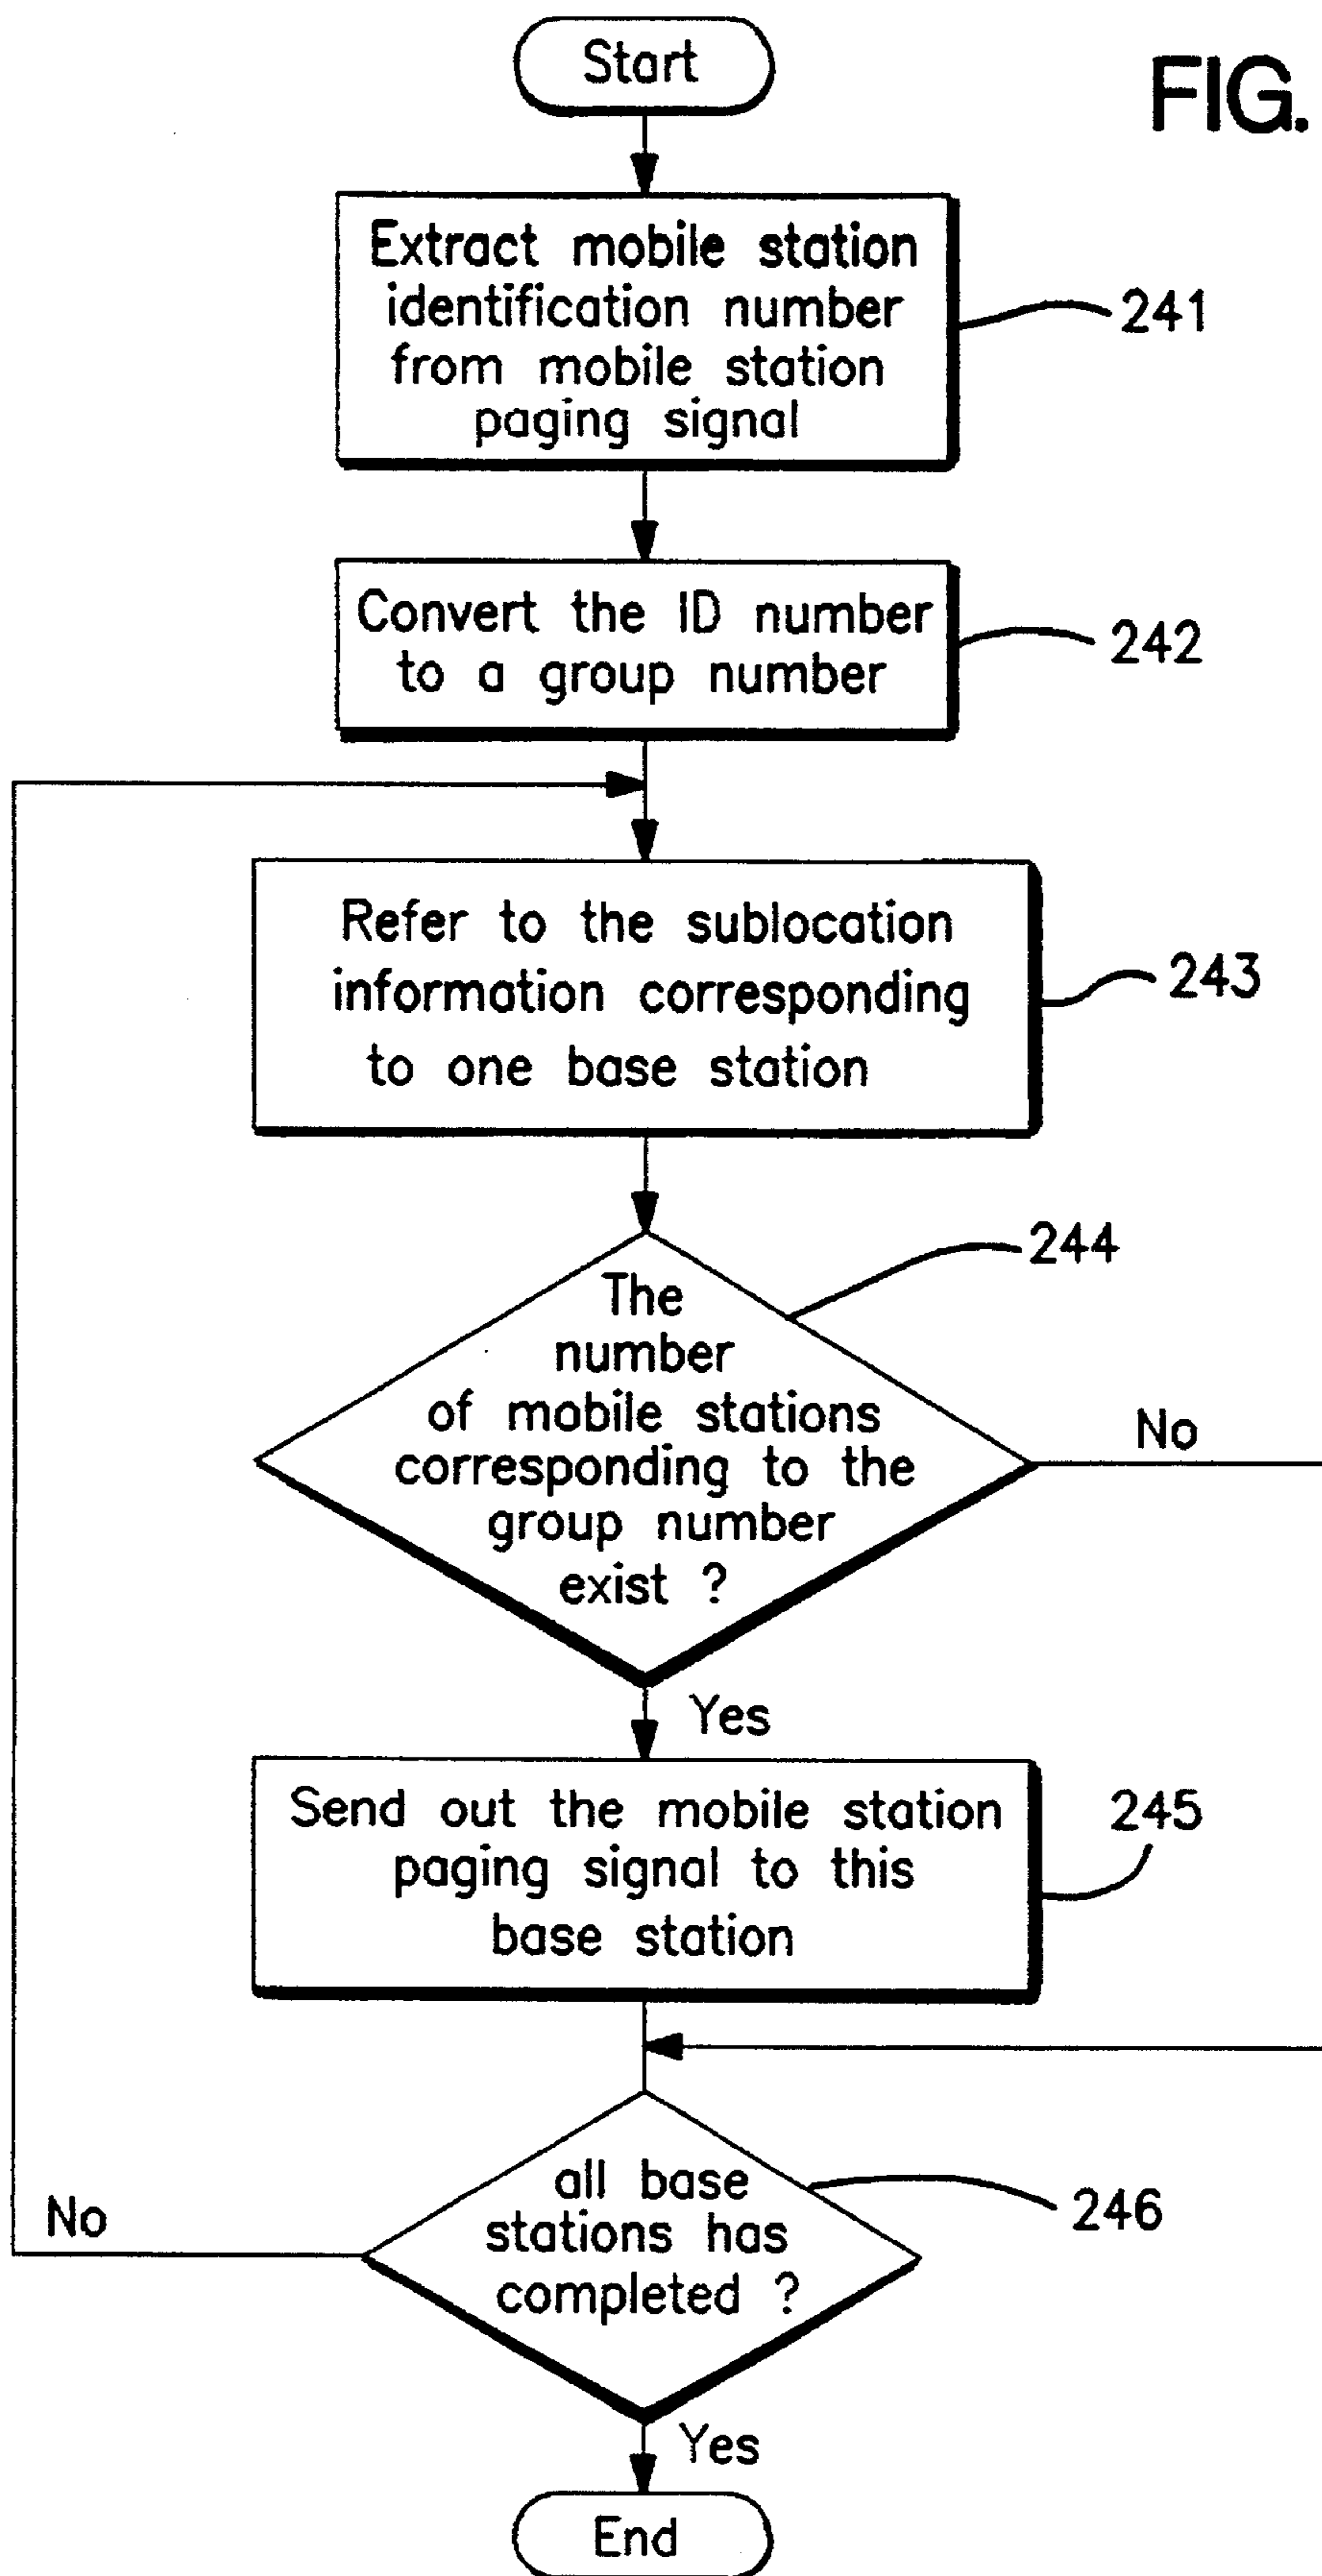 Start
FIG.
Extract mobile station
identification number
from mobile station
paging signal
241
Convert the ID number
to a group number
242
Refer to the sublocation
information corresponding
to one base station
243
244
The
number
of mobile stations
corresponding to the
group number
exist ?
No
Yes
Send out the mobile station
paging signal to this
base station
245
all base
stations has
completed ?
246
No
Yes
End